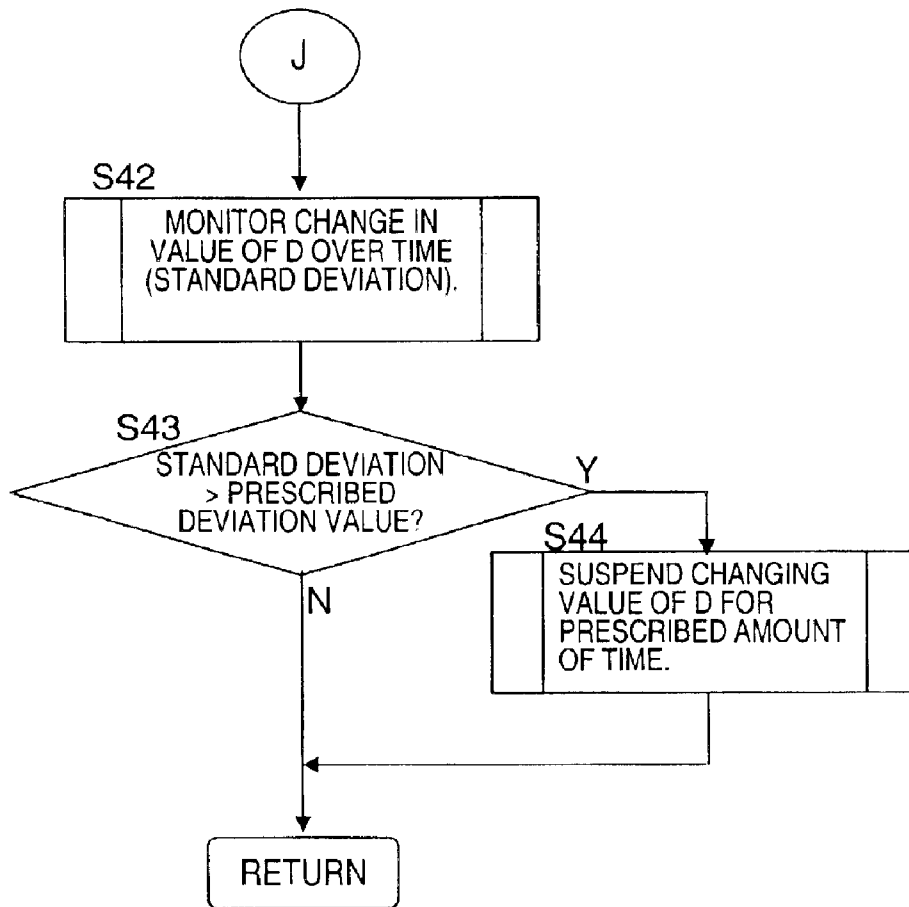 J
S42
MONITOR CHANGE IN
VALUE OF D OVER TIME
(STANDARD DEVIATION).
S43
STANDARD DEVIATION
> PRESCRIBED
DEVIATION VALUE?
Y
N
S44
SUSPEND CHANGING
VALUE OF D FOR
PRESCRIBED AMOUNT
OF TIME.
RETURN